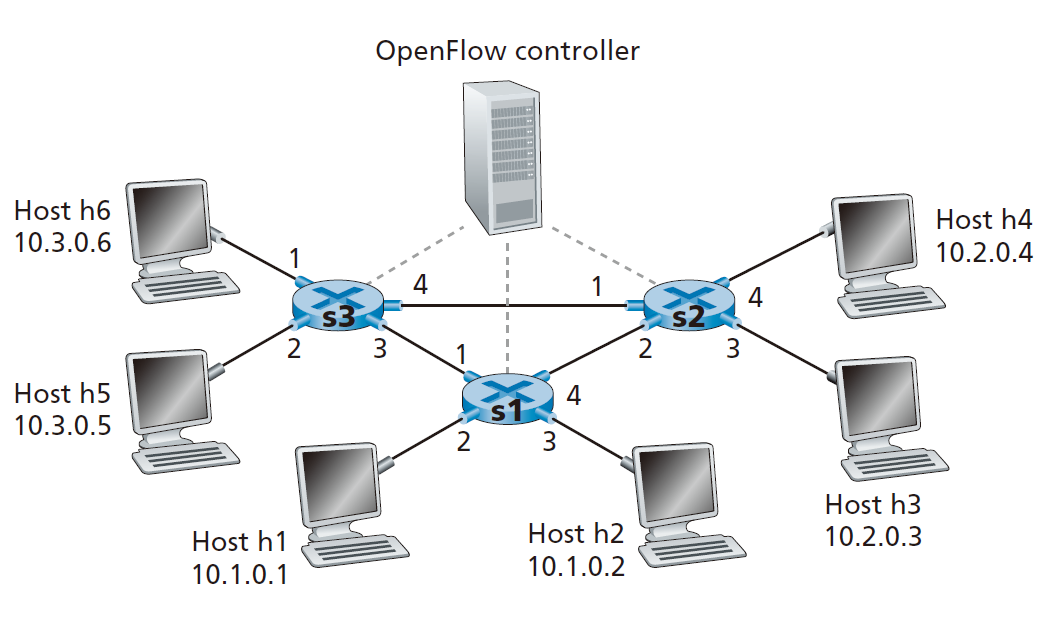 OpenFlow controller
Host h6
10.3.0.6
Host h4
10.2.0.4
1
4
1
4
s3
s2
2
3
1
2
3
Host h5
10.3.0.5
4
s1
2
3
Host h3
10.2.0.3
Host h1
10.1.0.1
Host h2
10.1.0.2